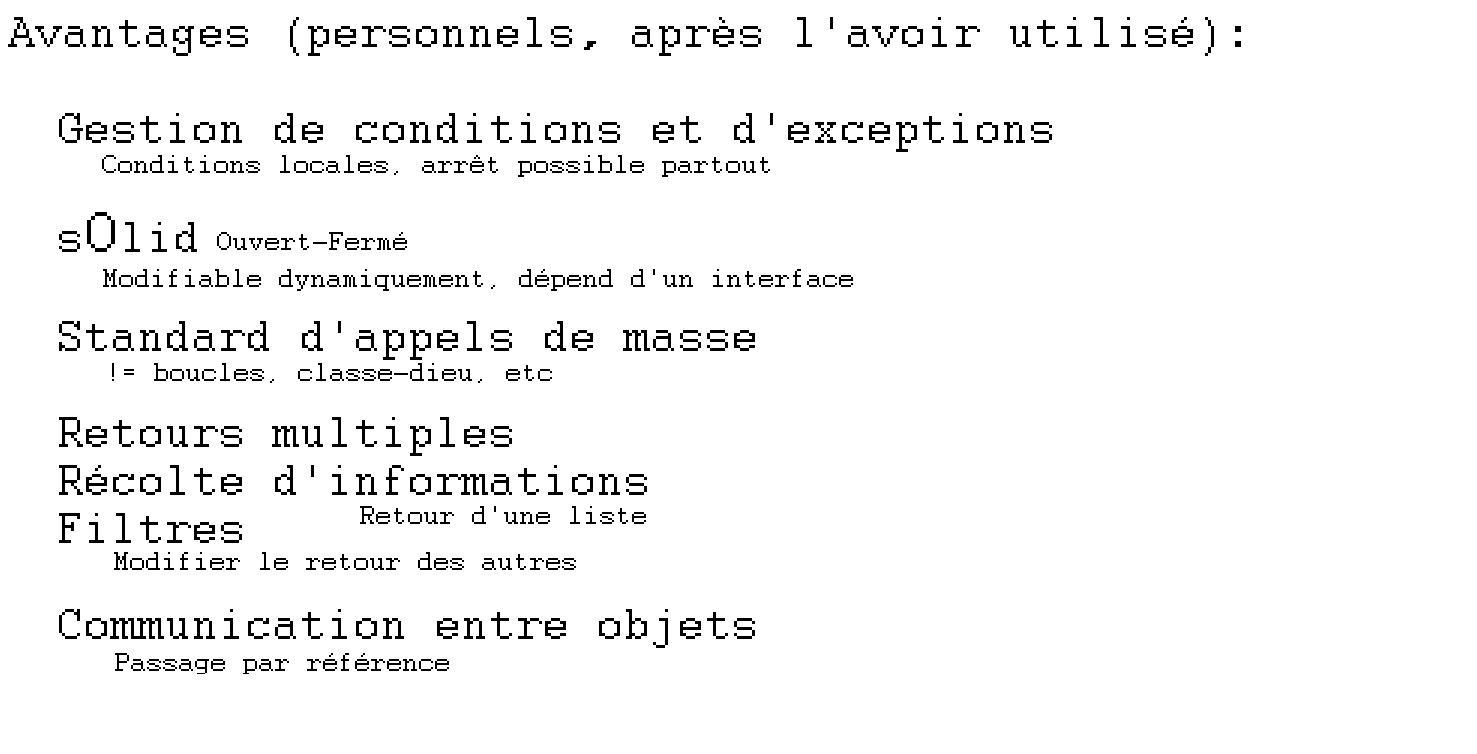 Avantages (personnels, après l'avoir utilisé):
Gestion de conditions et d'exceptions
Conditions locales, arrêt possible partout
sOlid Ouvert-Fermé
Modifiable dynamiquement, dépend d'un interface
Standard d'appels de masse
!= boucles, classe-dieu, etc
Retours multiples
Récolte d'informations
Retour d'une liste
Filtres
Modifier le retour des autres
Communication entre objets
Passage par référence